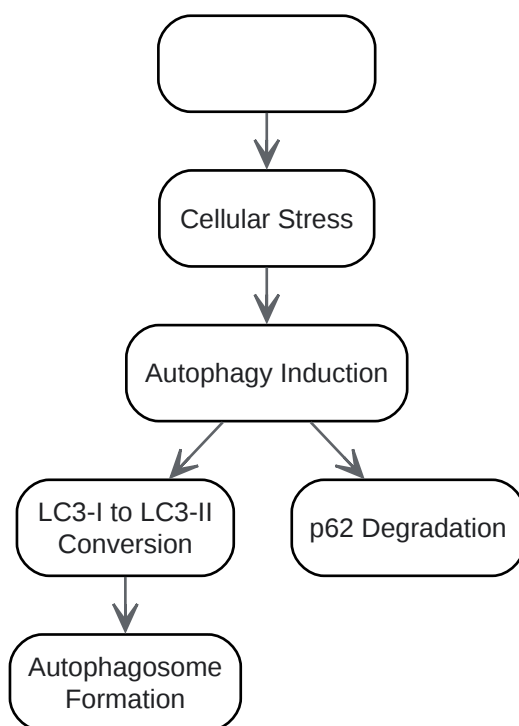 Cellular Stress
Autophagy Induction
LC3-I to LC3-II
Conversion
p62 Degradation
Autophagosome
Formation